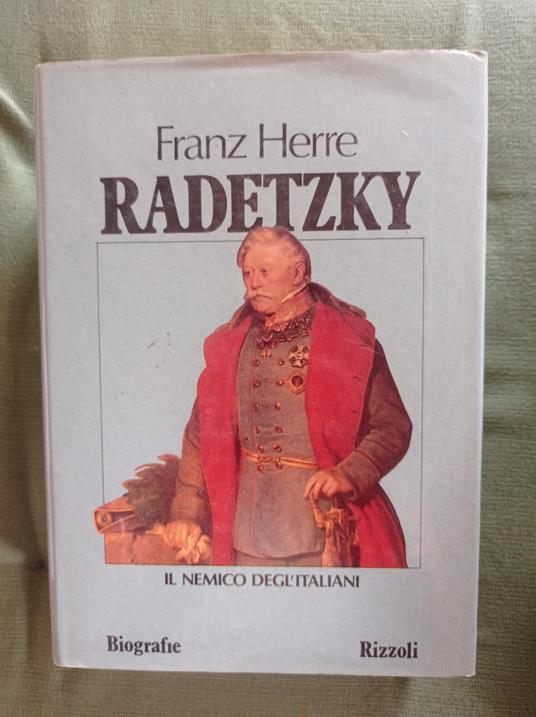 Franz Herre
RADETZKY
IL NEMICO DEGL'ITALIANI
Biografie Rizzoli